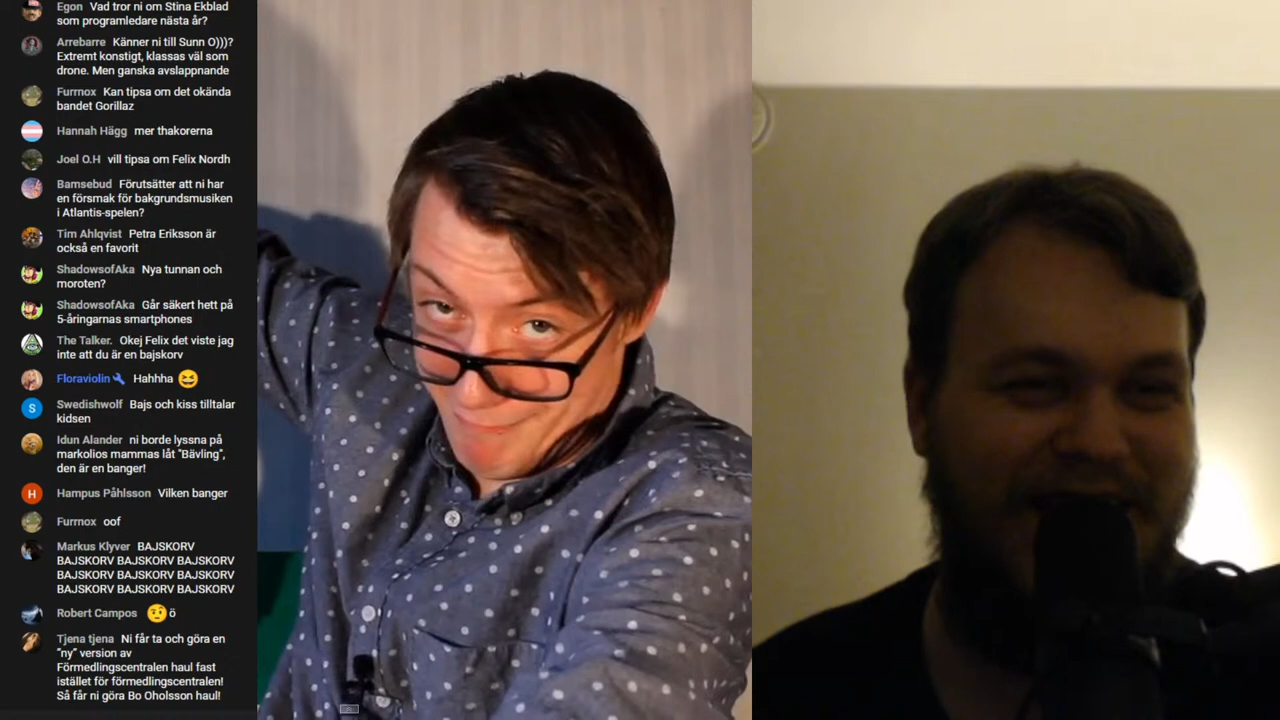 Egon Vad tror ni om Stina Ekblad
som programledare nästa år?
Arrebarre Känner ni till Sunn O)))?
Extremt konstigt, klassas väl som
drone. Men ganska avslappnande
Furrnox Kan tipsa om det okända
bandet Gorillaz
Hannah Hägg mer thakorerna
Joel O.H vill tipsa om Felix Nordh
Bamsebud Förutsätter att ni har
en försmak för bakgrundsmusiken
i Atlantis-spelen?
Tim Ahlqvist Petra Eriksson är
också en favorit
ShadowsofAka Nya tunnan och
moroten?
ShadowsofAka Går säkert hett på
5-åringarnas smartphones
The Talker. Okej Felix det viste jag
inte att du är en bajskorv
Floraviolin Hahhha
S
Swedishwolf Bajs och kiss tilltalar
kidsen
Idun Alander ni borde lyssna på
markolios mammas låt "Bävling",
den är en banger!
H
Hampus Påhlsson Vilken banger
Furrnox oof
Markus Klyver BAJSKORV
BAJSKORV BAJSKORV BAJSKORV
BAJSKORV BAJSKORV BAJSKORV
BAJSKORV BAJSKORV BAJSKORV
Robert Campos ö
Tjena tjena Ni får ta och göra en
"ny" version av
Förmedlingscentralen haul fast
istället för förmedlingscentralen!
Så får ni göra Bo Oholsson haul!